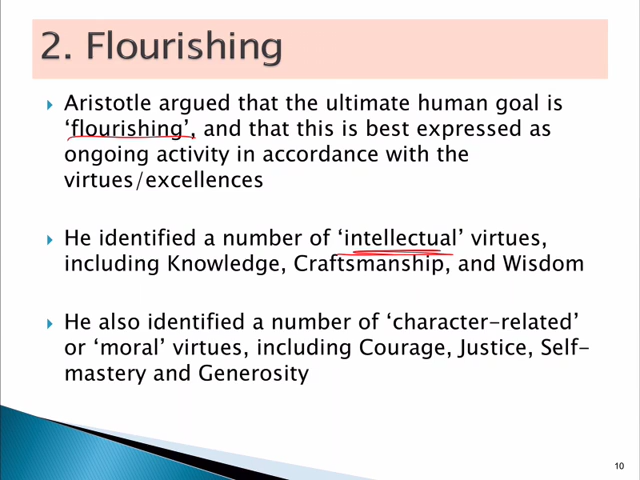 2. Flourishing
Aristotle argued that the ultimate human goal is
‘flourishing’, and that this is best expressed as
ongoing activity in accordance with the
virtues/excellences
He identified a number of ‘intellectual’ virtues,
including Knowledge, Craftsmanship, and Wisdom
He also identified a number of ‘character-related’
or ‘moral’ virtues, including Courage, Justice, Self-
mastery and Generosity
10